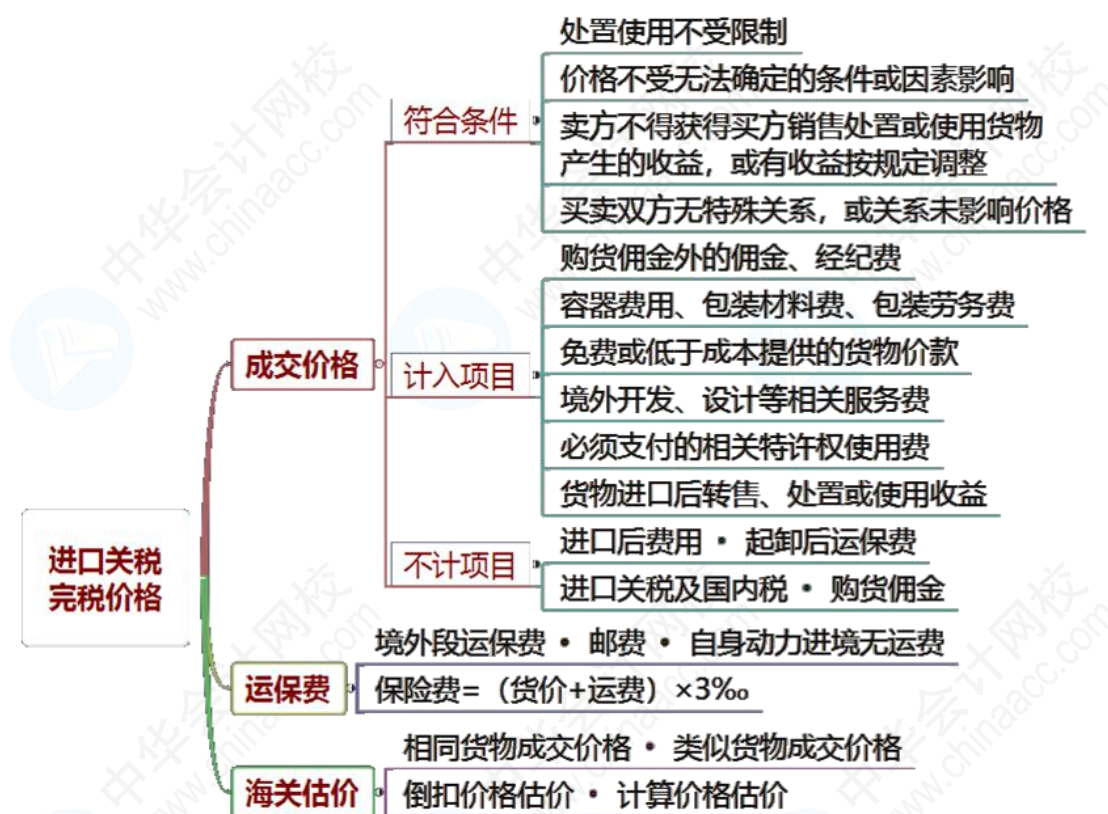 处置使用不受限制
价格不受无法确定的条件或因素影响
符合条件
卖方不得获得买方销售处置或使用货物
产生的收益，或有收益按规定调整
买卖双方无特殊关系，或关系未影响价格
购货佣金外的佣金、经纪费
容器费用、包装材料费、包装劳务费
成交价格
计入项目
免费或低于成本提供的货物价款
境外开发、设计等相关服务费
必须支付的相关特许权使用费
货物进口后转售、处置或使用收益
不计项目
进口后费用 • 起卸后运保费
进口关税及国内税 • 购货佣金
进口关税
完税价格
运保费
境外段运保费 • 邮费 • 自身动力进境无运费
保险费=（货价+运费）×3‰
海关估价
相同货物成交价格 • 类似货物成交价格
倒扣价格估价 • 计算价格估价
中华会计网校
www.chinaacc.com